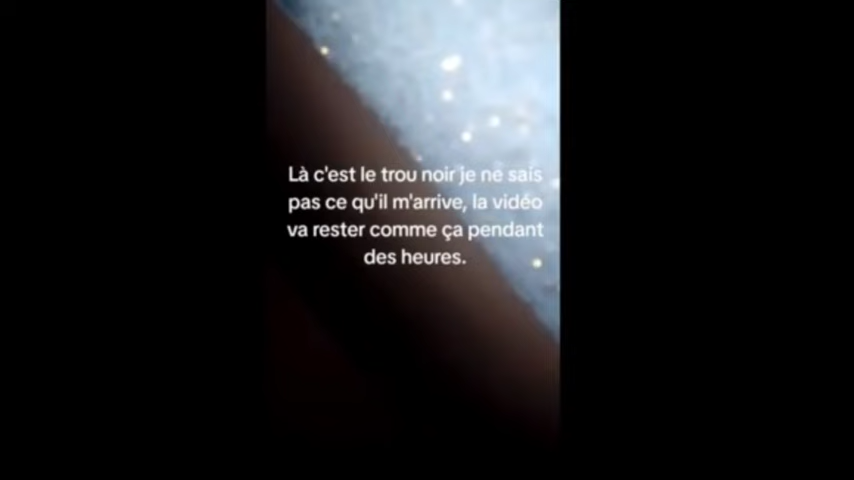 Là c'est le trou noir je ne sais
pas ce qu'il m'arrive, la vidéo
va rester comme ça pendant
des heures.